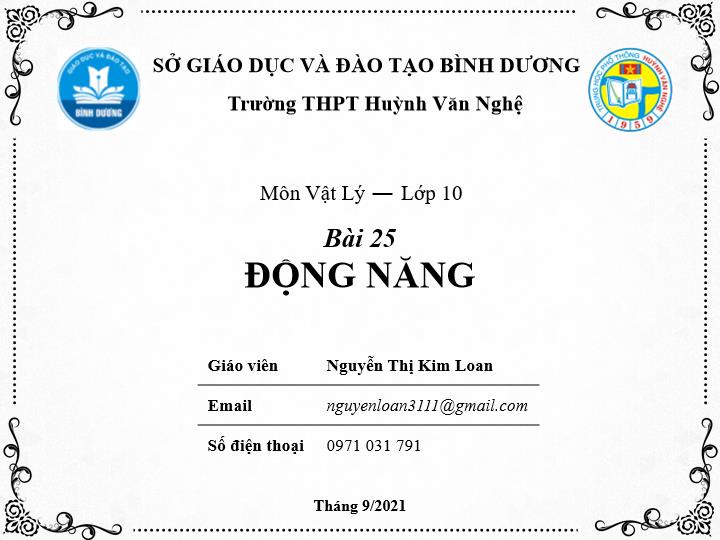 SỞ GIÁO DỤC VÀ ĐÀO TẠO BÌNH DƯƠNG
Trường THPT Huỳnh Văn Nghệ
GIÁO DỤC VÀ ĐÀO TẠO
BÌNH DƯƠNG
TRUNG HỌC PHỔ THÔNG HUỲNH VĂN NGHỆ
1959
Môn Vật Lý — Lớp 10
Bài 25
ĐỘNG NĂNG
Giáo viên Nguyễn Thị Kim Loan
Email nguyenloan3111@gmail.com
Số điện thoại 0971 031 791
Tháng 9/2021